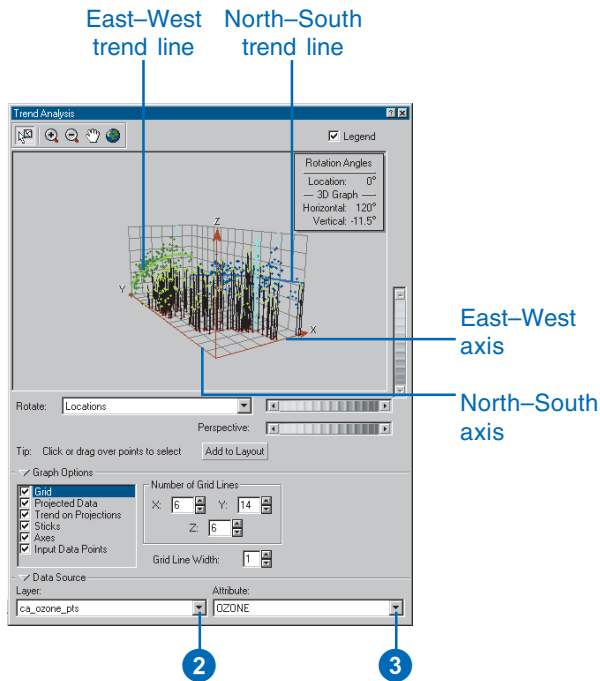 East–West
trend line
North–South
trend line
Trend Analysis
Legend
Rotation Angles
Location: 0°
3D Graph
Horizontal: 120°
Vertical: -11.5°
Z
Y
X
East–West
axis
North–South
axis
Rotate: Locations
Perspective:
Tip: Click or drag over points to select Add to Layout
Graph Options
Grid
Projected Data
Trend on Projections
Sticks
Axes
Input Data Points
Number of Grid Lines
X: 6 Y: 14
Z: 6
Grid Line Width: 1
Data Source
Layer: Attribute:
ca_ozone_pts OZONE
2 3